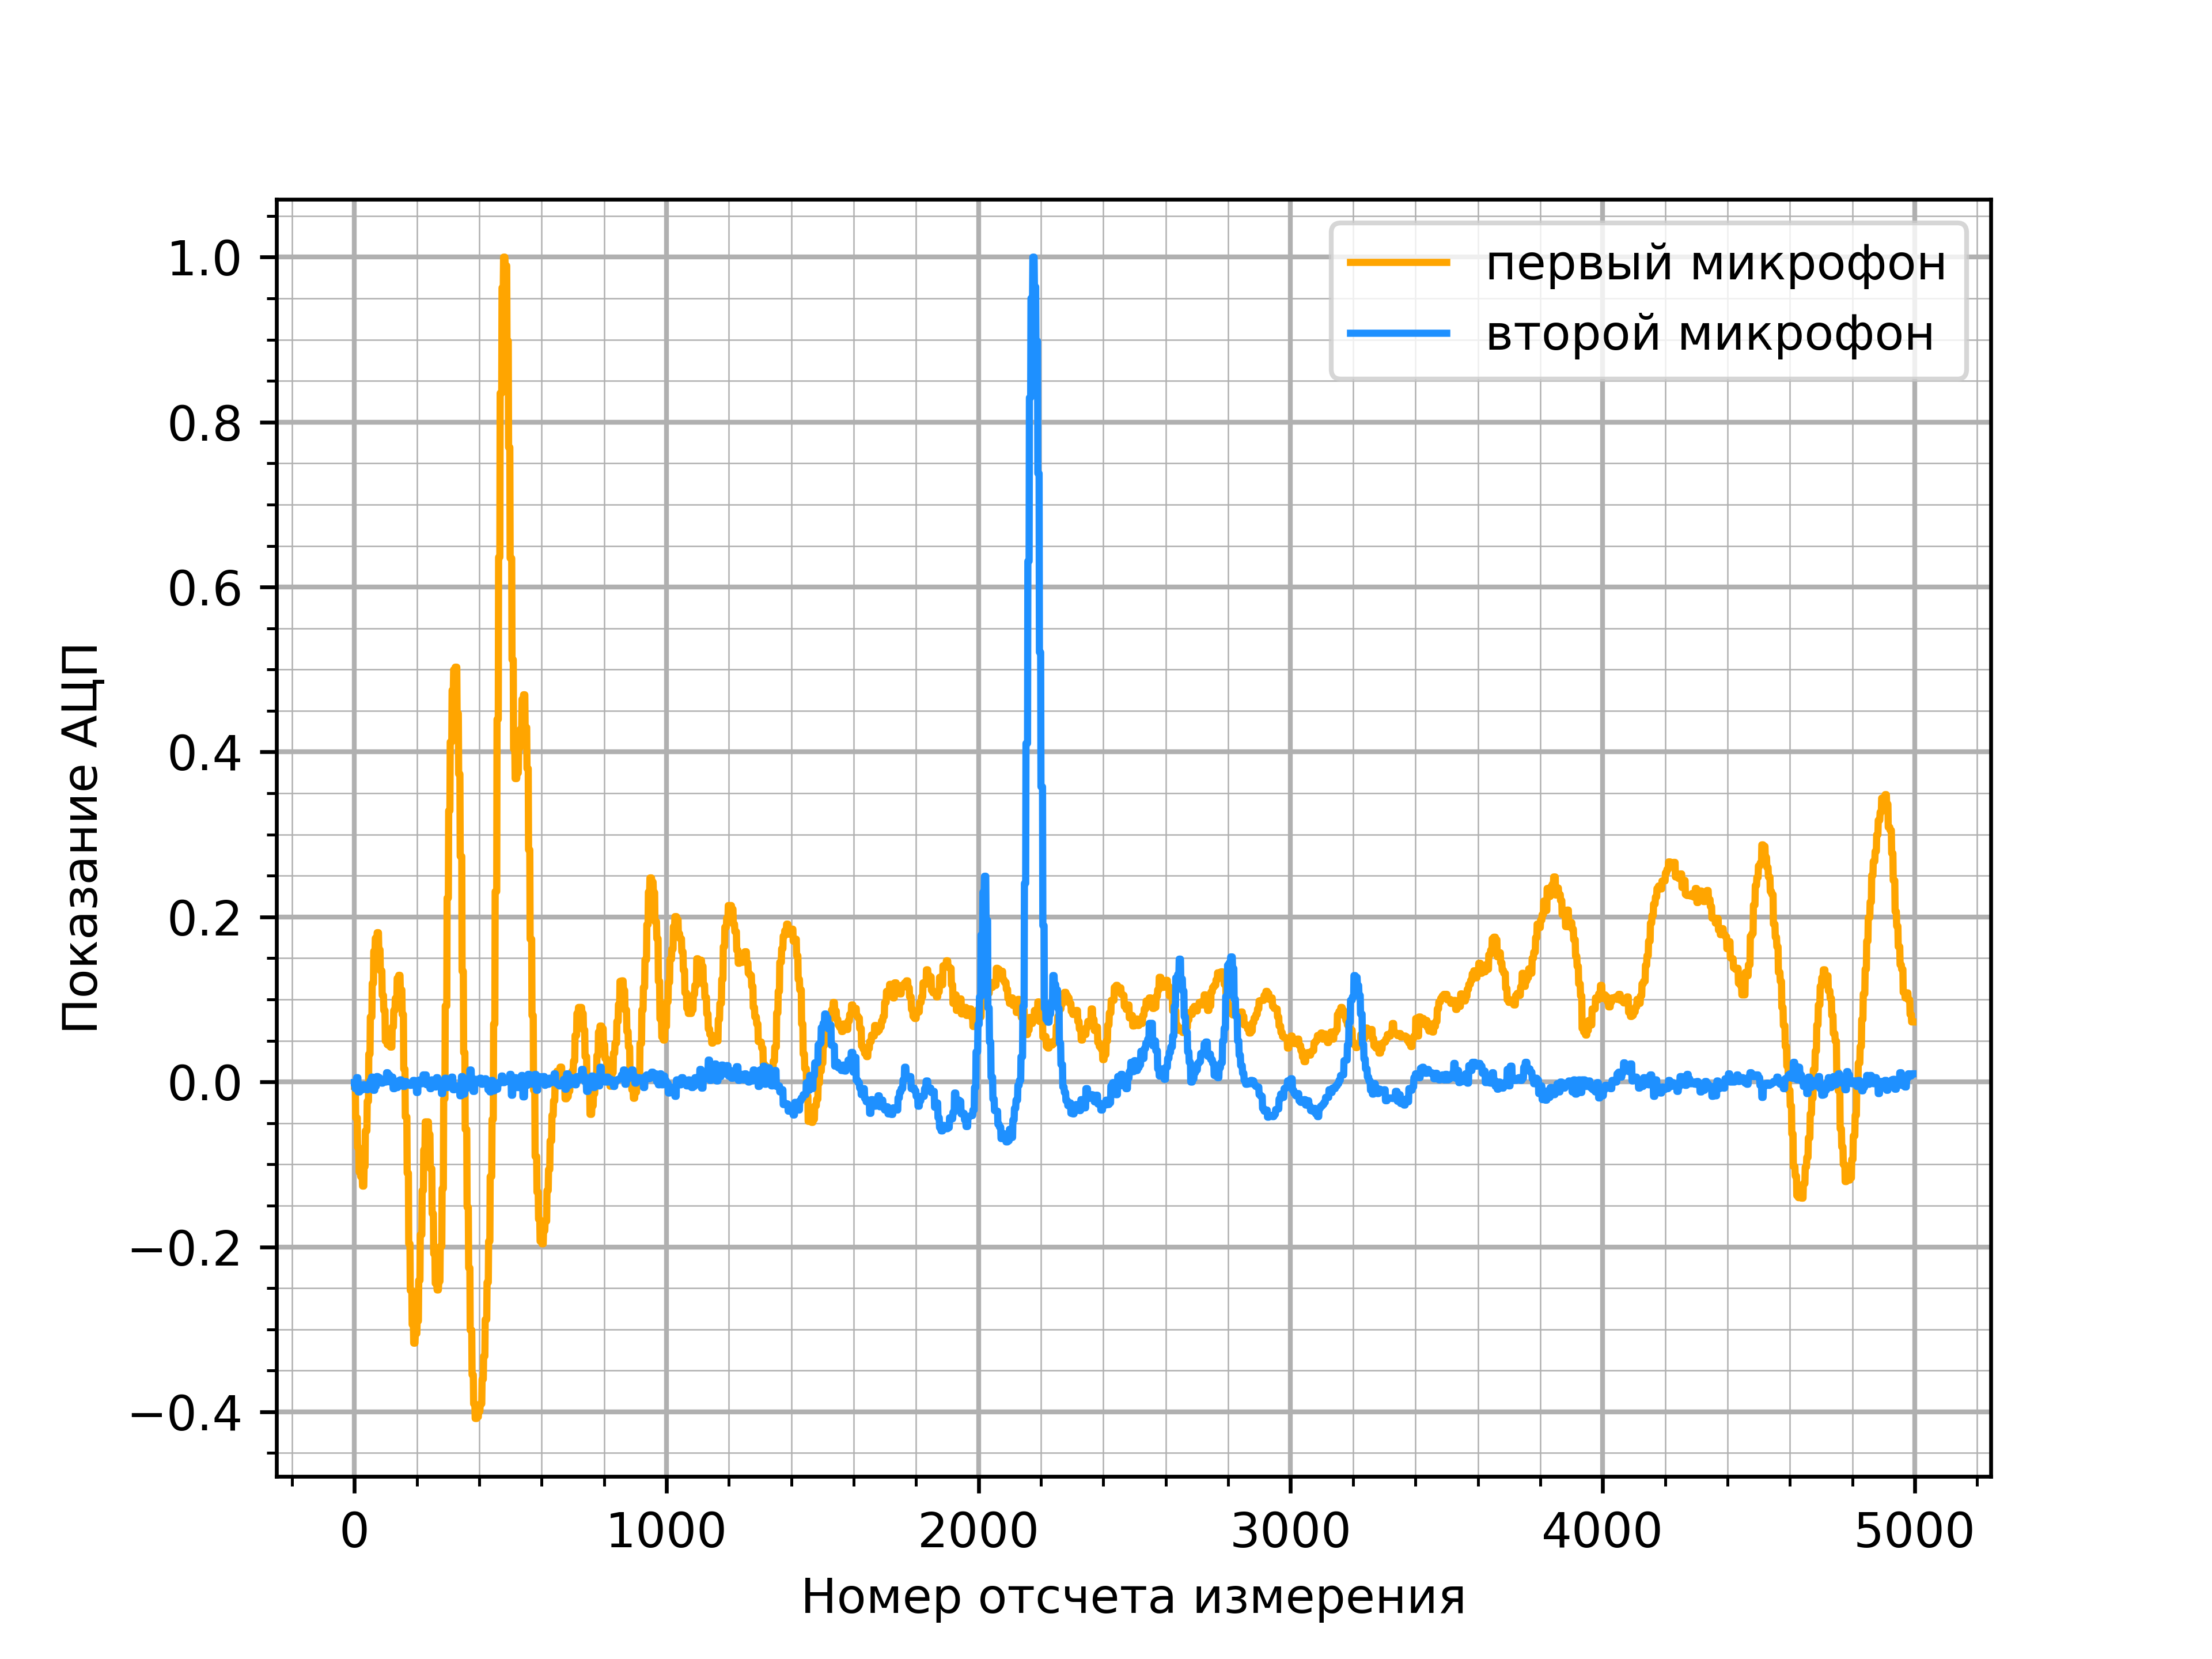 первый микрофон
второй микрофон
1.0
0.8
0.6
0.4
0.2
0.0
−0.2
−0.4
Показание АЦП
0 1000 2000 3000 4000 5000
Номер отсчета измерения